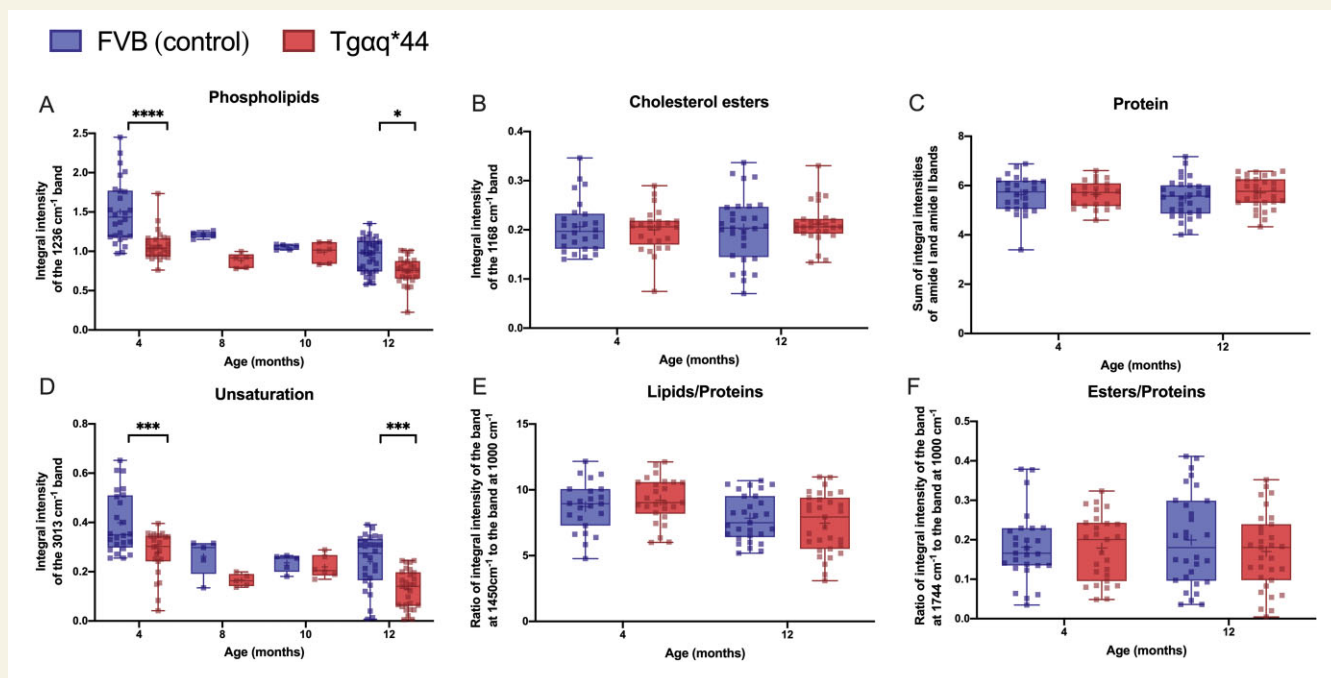 FVB (control) Tgαq*44
A
Phospholipids
**** *
Integral intensity
of the 1236 cm⁻¹ band
2.5
2.0
1.5
1.0
0.5
0.0
4 8 10 12
Age (months)
B
Cholesterol esters
Integral intensity
of the 1168 cm⁻¹ band
0.4
0.3
0.2
0.1
0.0
4 12
Age (months)
C
Protein
Sum of integral intensities
of amide I and amide II bands
8
6
4
2
0
4 12
Age (months)
D
Unsaturation
*** ***
Integral intensity
of the 3013 cm⁻¹ band
0.8
0.6
0.4
0.2
0.0
4 8 10 12
Age (months)
E
Lipids/Proteins
Ratio of integral intensity of the band
at 1450cm⁻¹ to the band at 1000 cm⁻¹
15
10
5
0
4 12
Age (months)
F
Esters/Proteins
Ratio of integral intensity of the band
at 1744 cm⁻¹ to the band at 1000 cm⁻¹
0.5
0.4
0.3
0.2
0.1
0.0
4 12
Age (months)